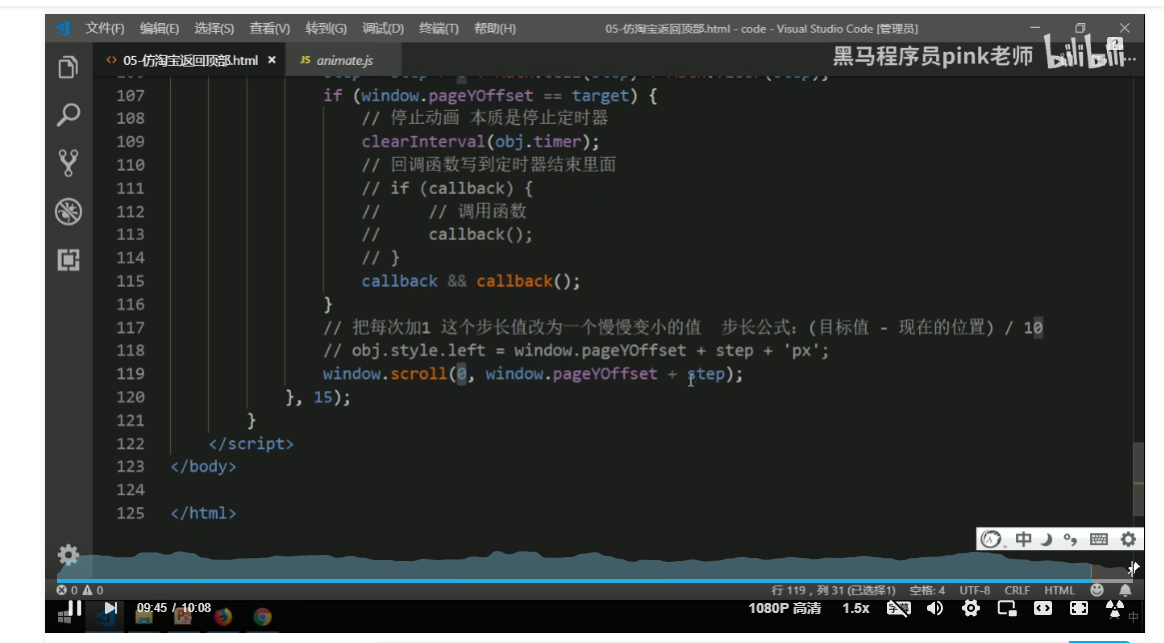 文件(F) 编辑(E) 选择(S) 查看(V) 转到(G) 调试(D) 终端(T) 帮助(H) 05-仿淘宝返回顶部.html - code - Visual Studio Code [管理员]
05-仿淘宝返回顶部.html × JS animate.js 黑马程序员pink老师 bilibili
107 if (window.pageYOffset == target) {
108 // 停止动画 本质是停止定时器
109 clearInterval(obj.timer);
110 // 回调函数写到定时器结束里面
111 // if (callback) {
112 // // 调用函数
113 // callback();
114 // }
115 callback && callback();
116 }
117 // 把每次加1 这个步长值改为一个慢慢变小的值 步长公式：(目标值 - 现在的位置) / 10
118 // obj.style.left = window.pageYOffset + step + 'px';
119 window.scroll(0, window.pageYOffset + step);
120 }, 15);
121 }
122 </script>
123 </body>
124
125 </html>
中
0 0 行 119，列 31 (已选择1) 空格: 4 UTF-8 CRLF HTML
09:45 / 10:08 1080P 高清 1.5x 中